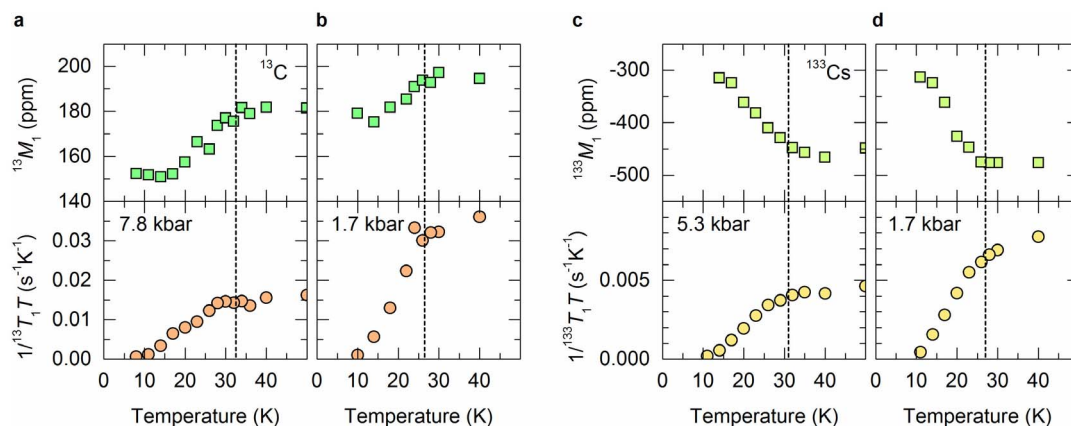 a
b
c
d
¹³C
¹³³Cs
¹³M₁ (ppm)
200
180
160
140
¹³³M₁ (ppm)
-300
-400
-500
7.8 kbar
1.7 kbar
5.3 kbar
1.7 kbar
1/¹³T₁T (s⁻¹K⁻¹)
0.03
0.02
0.01
0.00
1/¹³³T₁T (s⁻¹K⁻¹)
0.005
0.000
0 10 20 30 40 0 10 20 30 40
0 10 20 30 40 0 10 20 30 40
Temperature (K)
Temperature (K)
Temperature (K)
Temperature (K)